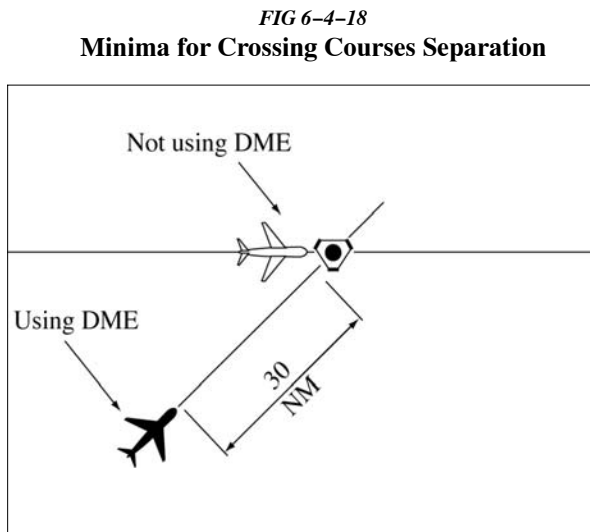 FIG 6–4–18
Minima for Crossing Courses Separation
Not using DME
Using DME
30
NM